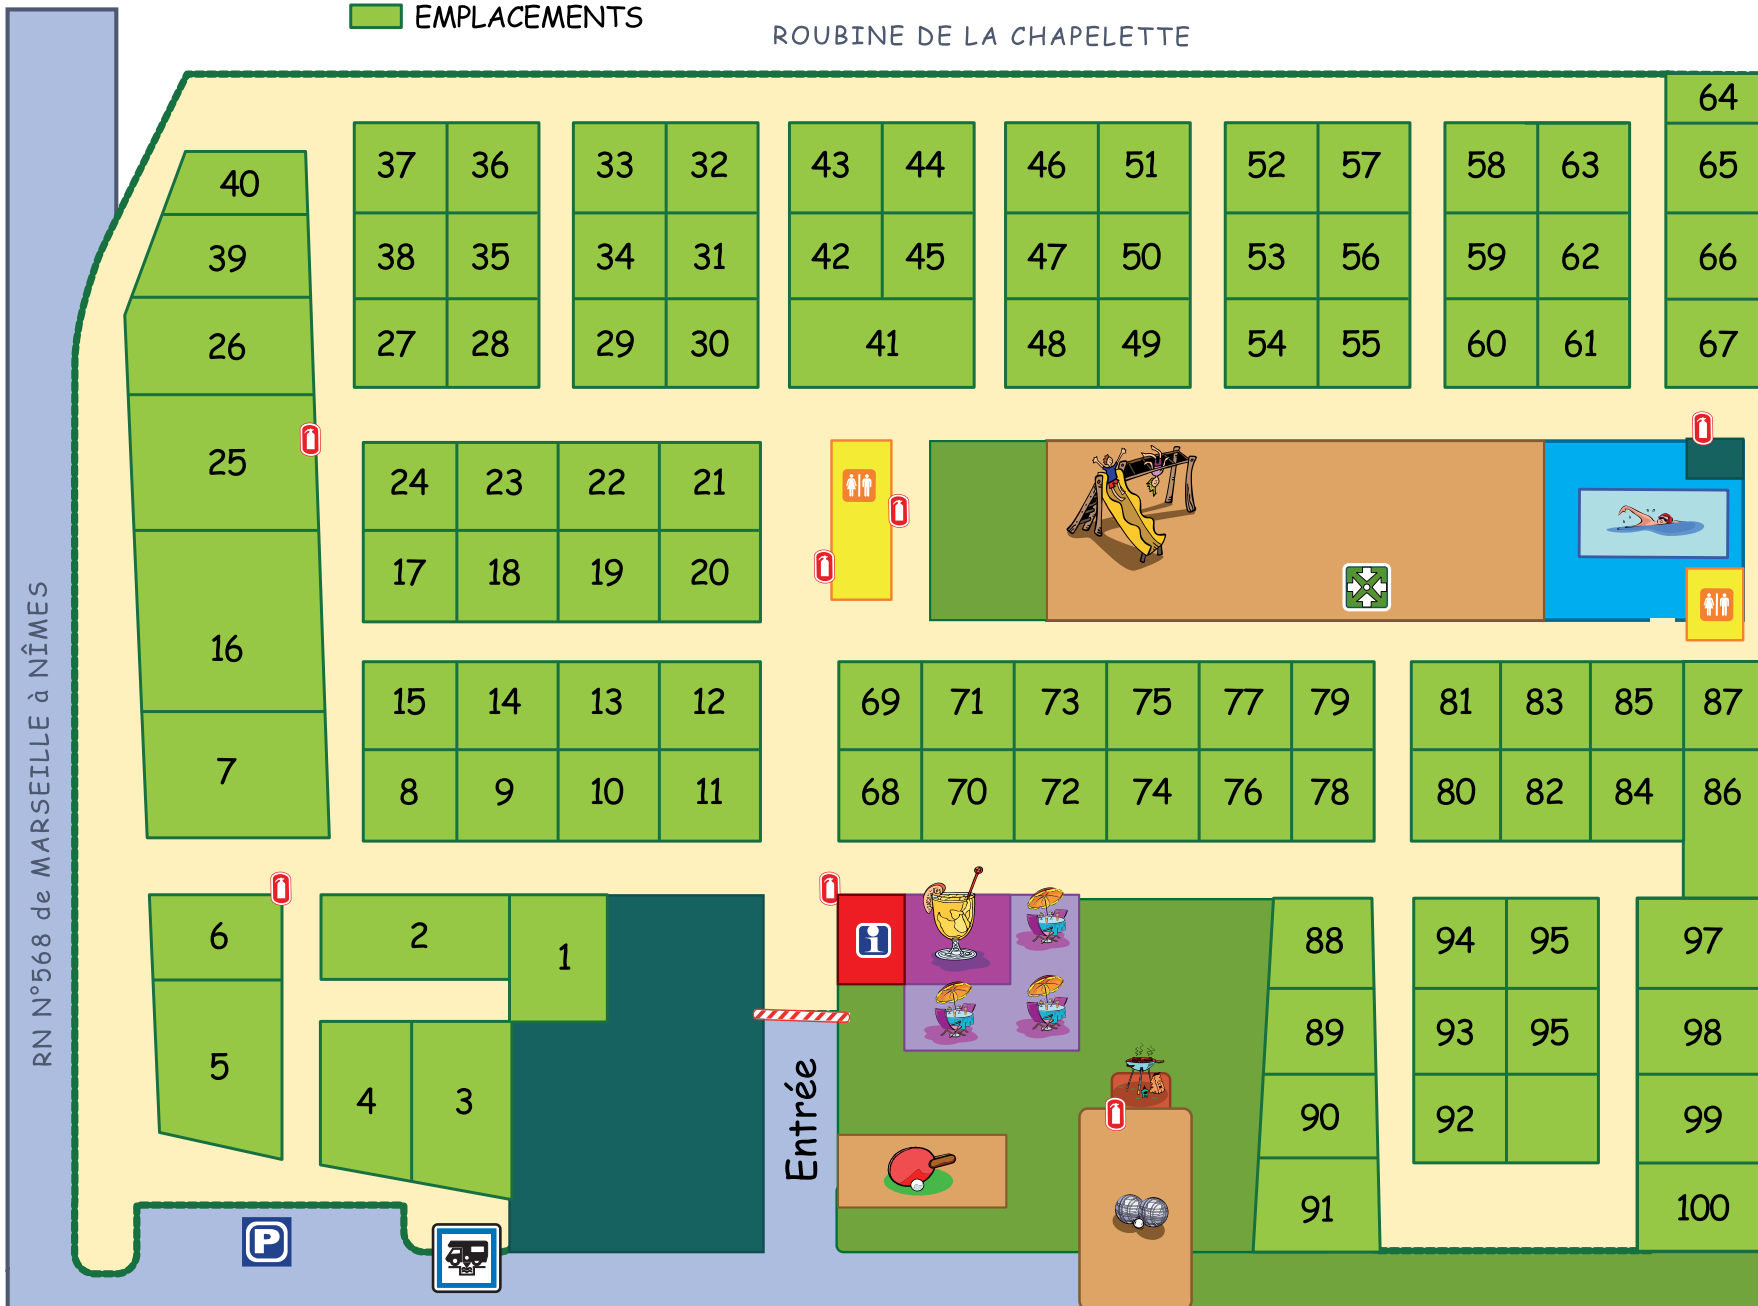 EMPLACEMENTS
ROUBINE DE LA CHAPELETTE
RN N°568 de MARSEILLE à NÎMES
64
37 36 33 32 43 44 46 51 52 57 58 63 65
40
39 38 35 34 31 42 45 47 50 53 56 59 62 66
26 27 28 29 30 41 48 49 54 55 60 61 67
25 24 23 22 21
17 18 19 20
16
15 14 13 12 69 71 73 75 77 79 81 83 85 87
7 8 9 10 11 68 70 72 74 76 78 80 82 84 86
6 2 1 i 88 94 95 97
5 89 93 95 98
4 3 90 92 99
Entrée
91 100
P